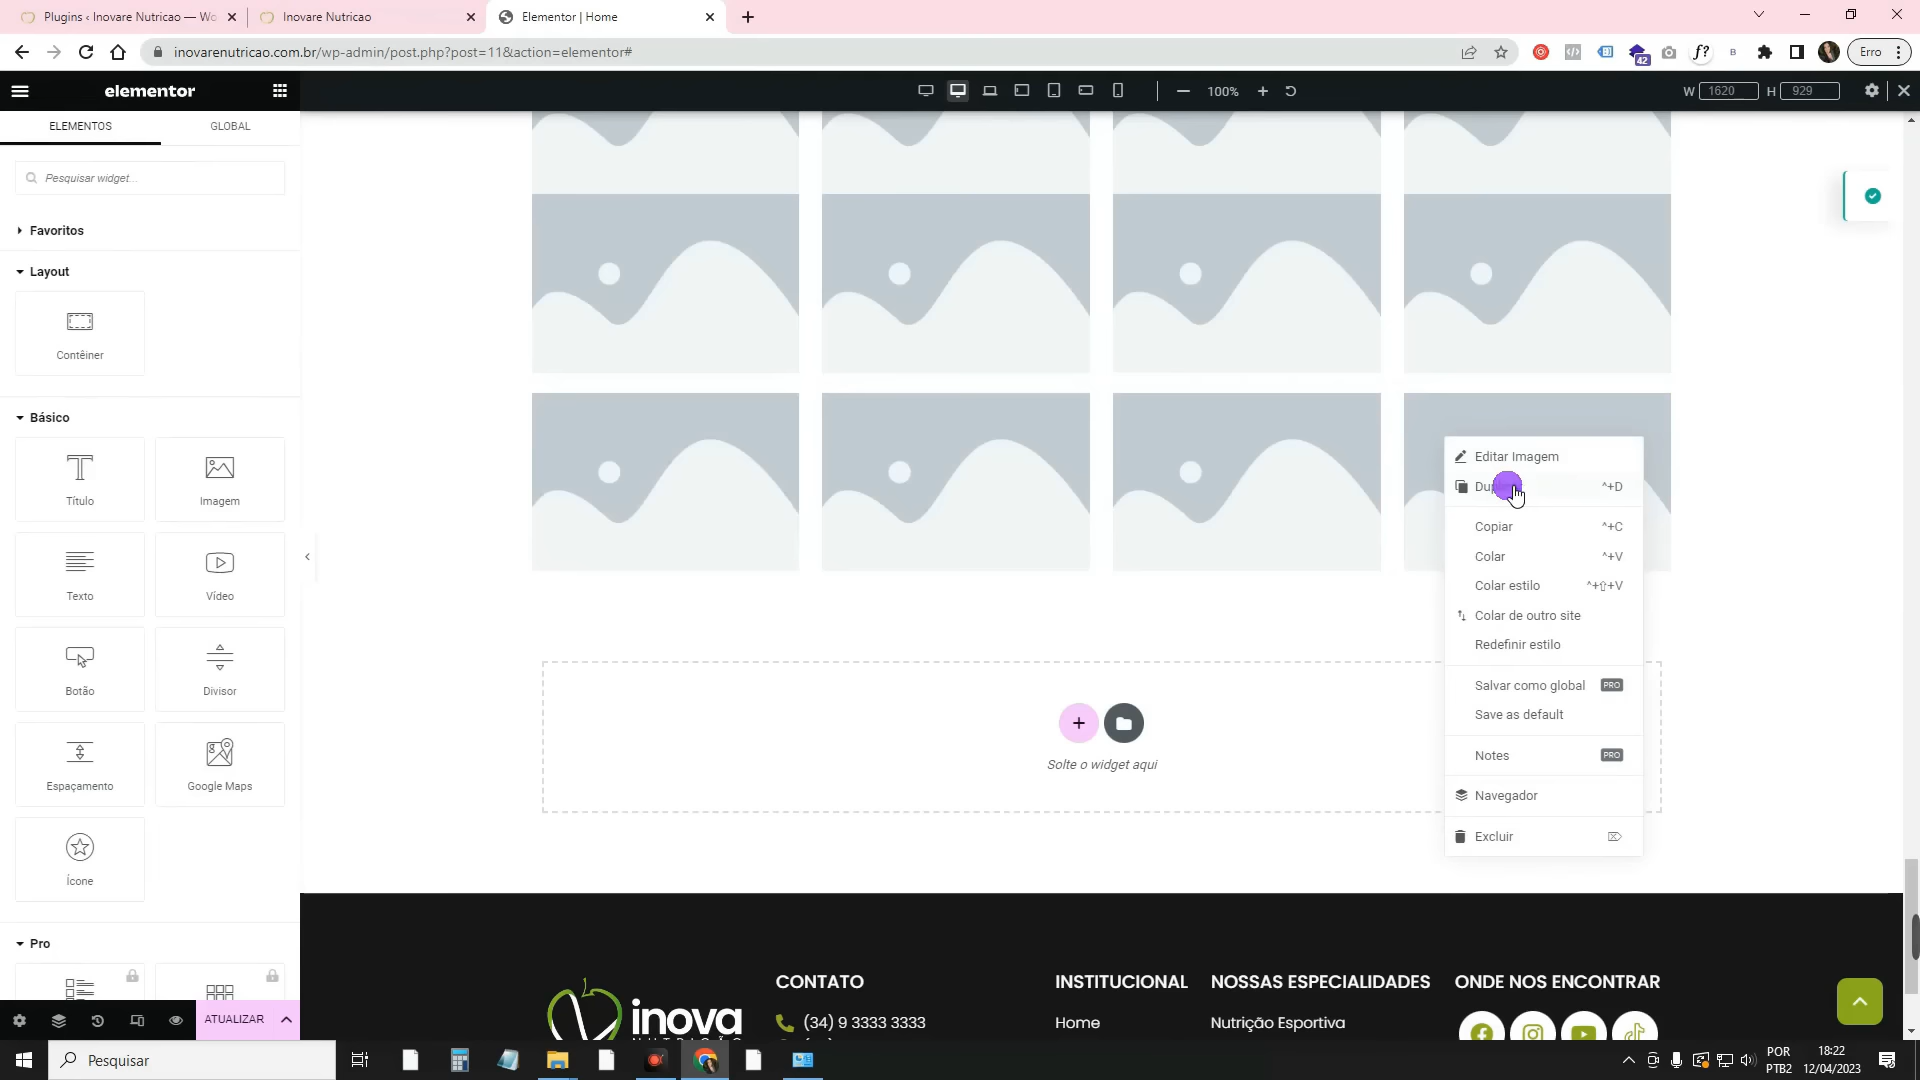 Plugins ‹ Inovare Nutricao — Wo
Inovare Nutricao
Elementor | Home
inovarenutricao.com.br/wp-admin/post.php?post=11&action=elementor#
42
f?
B
Erro
elementor
100%
W 1620
H 929
ELEMENTOS
GLOBAL
Pesquisar widget...
Favoritos
Layout
Contêiner
Básico
Título
Imagem
Texto
Vídeo
Botão
Divisor
Espaçamento
Google Maps
Ícone
Pro
ATUALIZAR
Editar Imagem
^+D
Copiar ^+C
Colar ^+V
Colar estilo ^+⇧+V
Colar de outro site
Redefinir estilo
Salvar como global PRO
Save as default
Notes PRO
Navegador
Excluir
Solte o widget aqui
inova
CONTATO
(34) 9 3333 3333
INSTITUCIONAL
Home
NOSSAS ESPECIALIDADES
Nutrição Esportiva
ONDE NOS ENCONTRAR
Pesquisar
POR
PTB2
18:22
12/04/2023